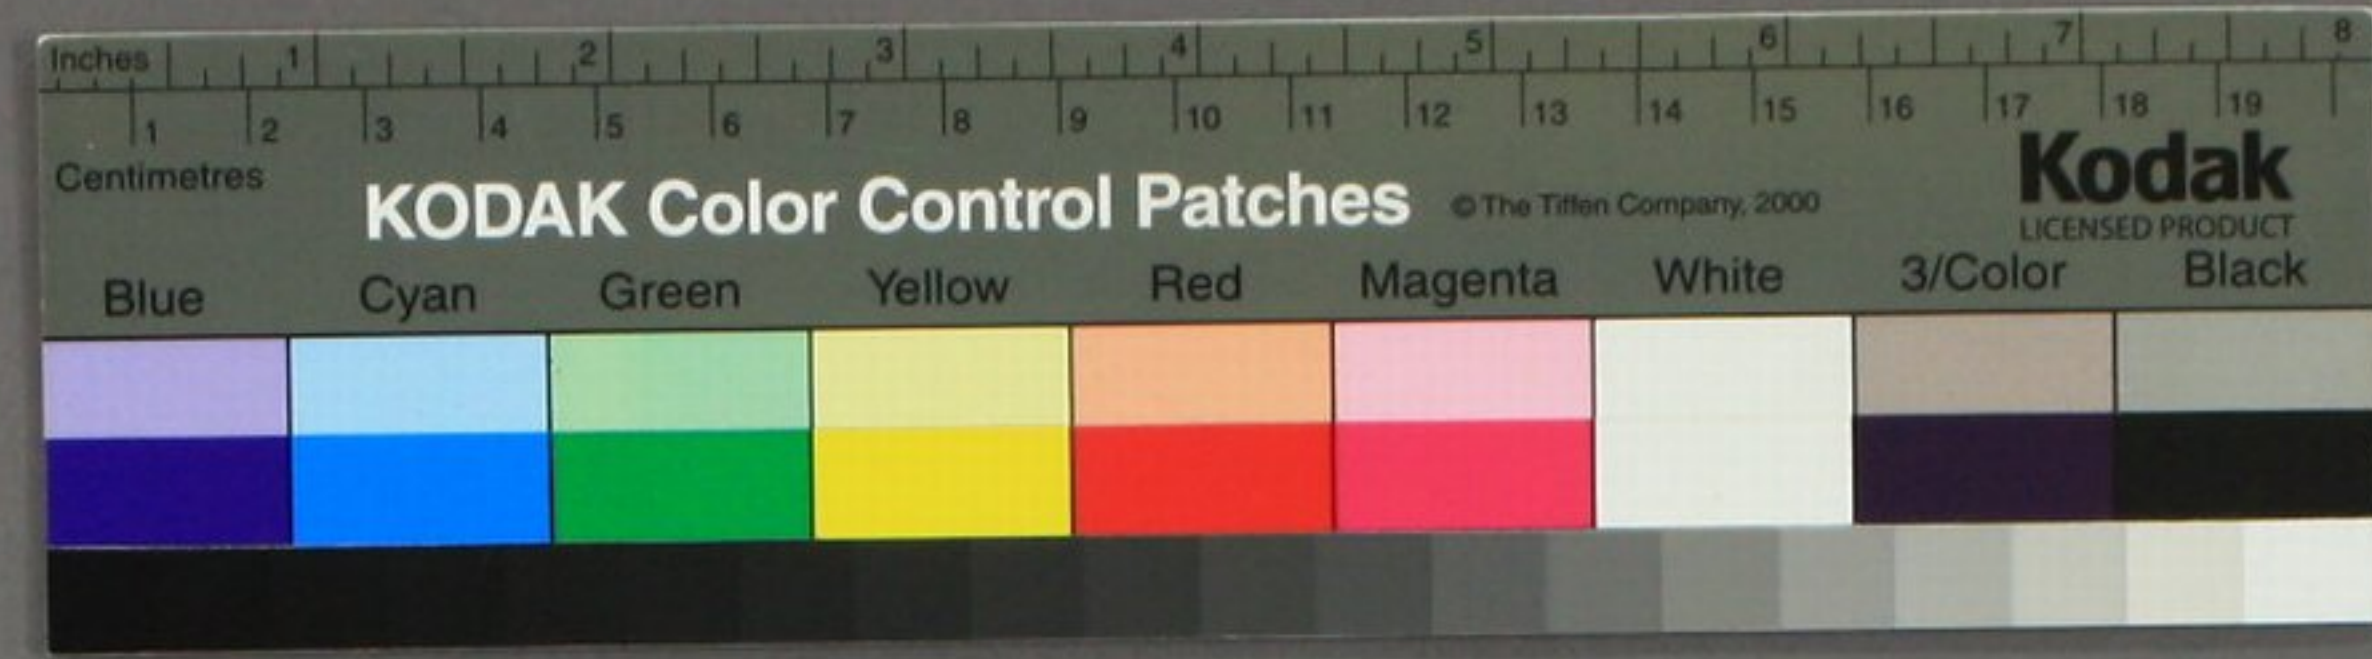 Inches 1 2 3 4 5 6 7 8
1 2 3 4 5 6 7 8 9 10 11 12 13 14 15 16 17 18 19
Centimetres
KODAK Color Control Patches © The Tiffen Company, 2000
Kodak
LICENSED PRODUCT
Blue Cyan Green Yellow Red Magenta White 3/Color Black